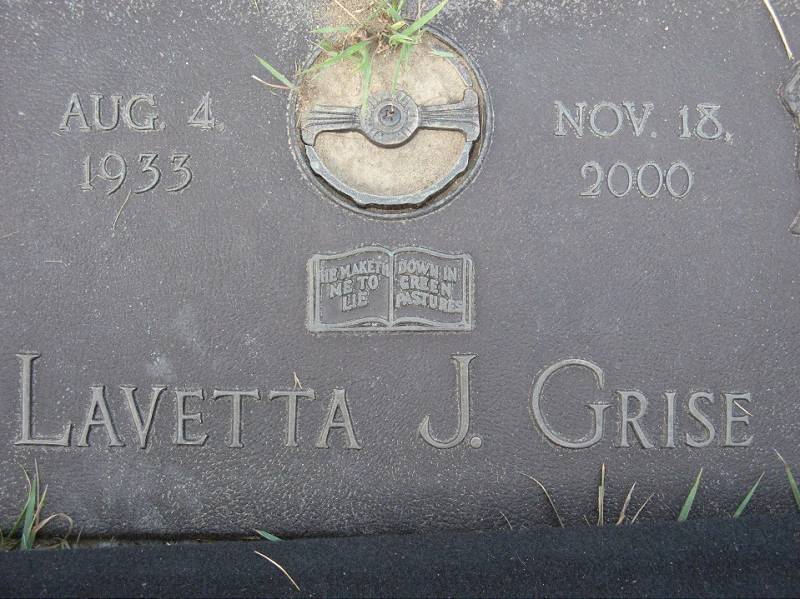 AUG. 4,
1933
NOV. 18,
2000
HE MAKETH
ME TO
LIE
DOWN IN
GREEN
PASTURES
LAVETTA J. GRISE